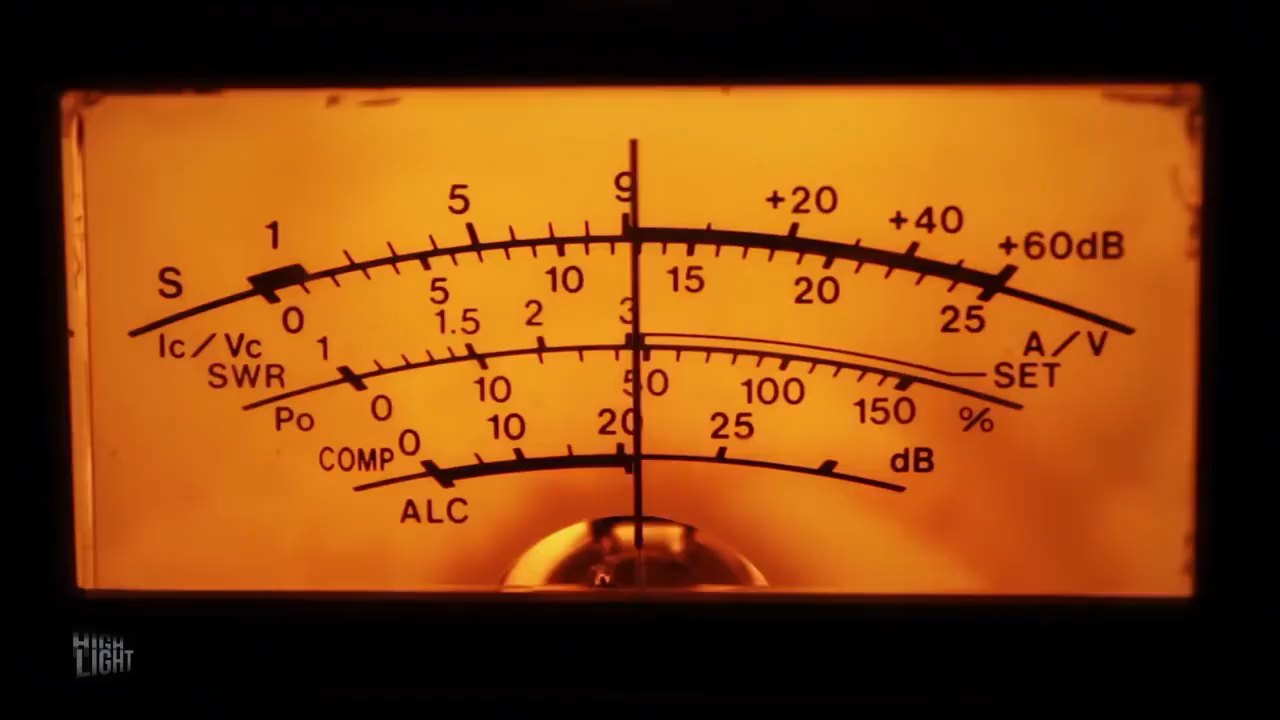 S 1 5 9 +20 +40 +60dB
0 5 10 15 20 25
Ic/Vc A/V
SWR 1 1.5 2 3 SET
Po 0 10 50 100 150 %
COMP 0 10 20 25 dB
ALC
HIGH
LIGHT